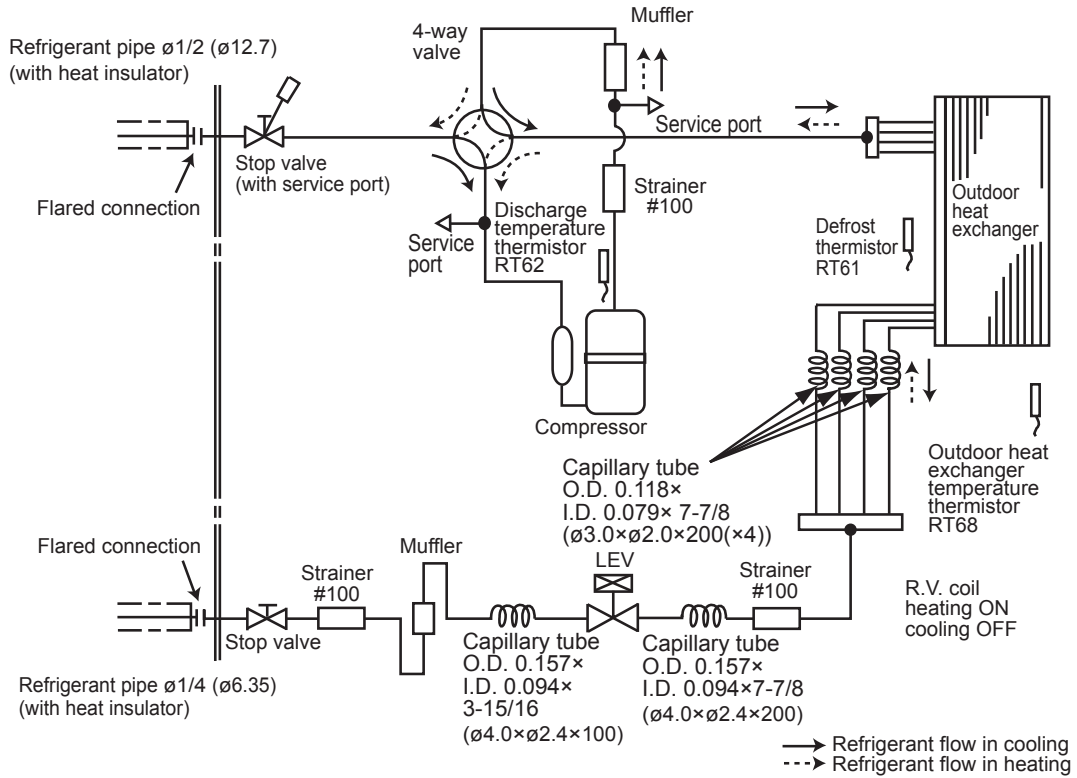 Muffler
4-way
valve
Refrigerant pipe ø1/2 (ø12.7)
(with heat insulator)
Service port
Stop valve
(with service port)
Flared connection
Strainer
#100
Outdoor
heat
exchanger
Discharge
temperature
thermistor
RT62
Service
port
Defrost
thermistor
RT61
Compressor
Capillary tube
O.D. 0.118×
I.D. 0.079× 7-7/8
(ø3.0×ø2.0×200(×4))
Outdoor heat
exchanger
temperature
thermistor
RT68
Flared connection
Muffler
LEV
Strainer
#100
Strainer
#100
R.V. coil
heating ON
cooling OFF
Stop valve
Capillary tube
O.D. 0.157×
I.D. 0.094×
3-15/16
(ø4.0×ø2.4×100)
Capillary tube
O.D. 0.157×
I.D. 0.094×7-7/8
(ø4.0×ø2.4×200)
Refrigerant pipe ø1/4 (ø6.35)
(with heat insulator)
Refrigerant flow in cooling
Refrigerant flow in heating